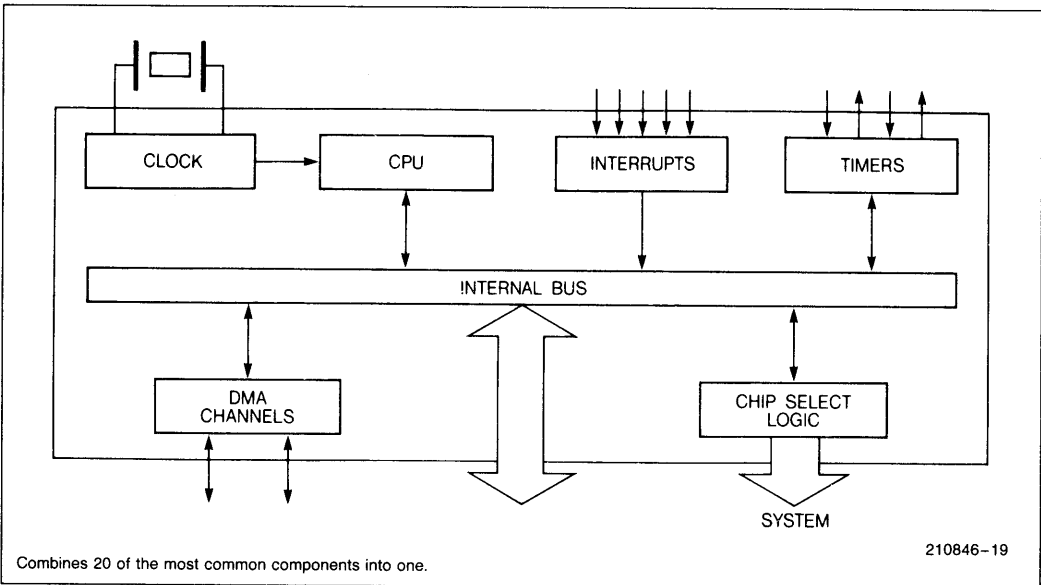 CLOCK
CPU
INTERRUPTS
TIMERS
INTERNAL BUS
DMA
CHANNELS
CHIP SELECT
LOGIC
SYSTEM
210846-19
Combines 20 of the most common components into one.